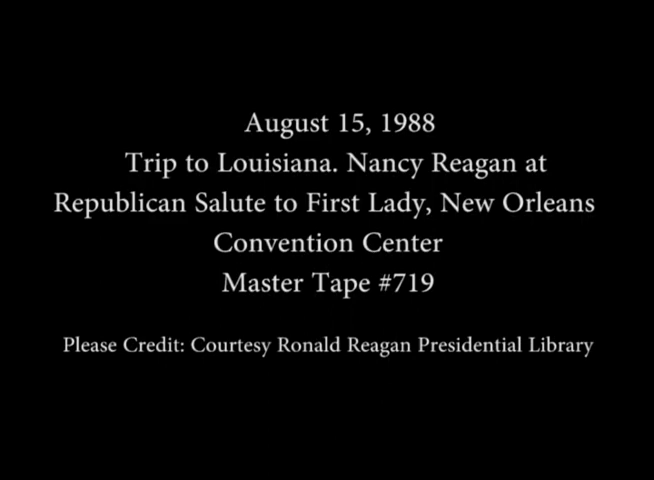 August 15, 1988
Trip to Louisiana. Nancy Reagan at
Republican Salute to First Lady, New Orleans
Convention Center
Master Tape #719
Please Credit: Courtesy Ronald Reagan Presidential Library